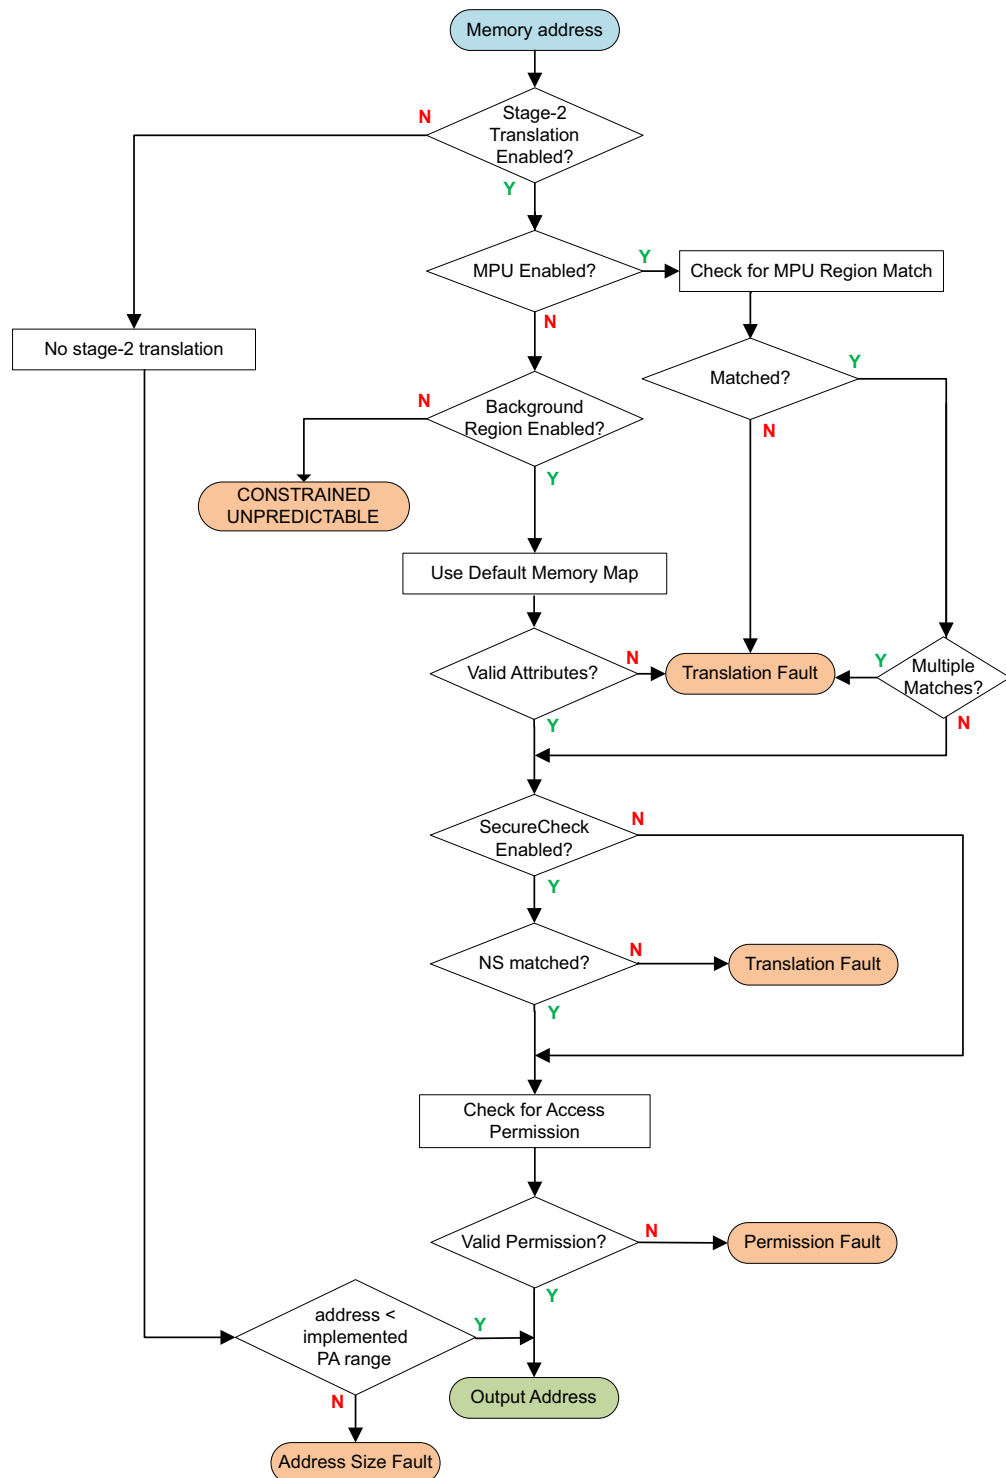 Memory address
N
Stage-2
Translation
Enabled?
Y
MPU Enabled?
Y
Check for MPU Region Match
N
No stage-2 translation
Matched?
Y
N
N
Background
Region Enabled?
Y
CONSTRAINED
UNPREDICTABLE
Use Default Memory Map
Valid Attributes?
N
Translation Fault
Y
Multiple
Matches?
Y
N
SecureCheck
Enabled?
N
Y
NS matched?
N
Translation Fault
Y
Check for Access
Permission
Valid Permission?
N
Permission Fault
Y
address <
implemented
PA range
Y
N
Output Address
Address Size Fault